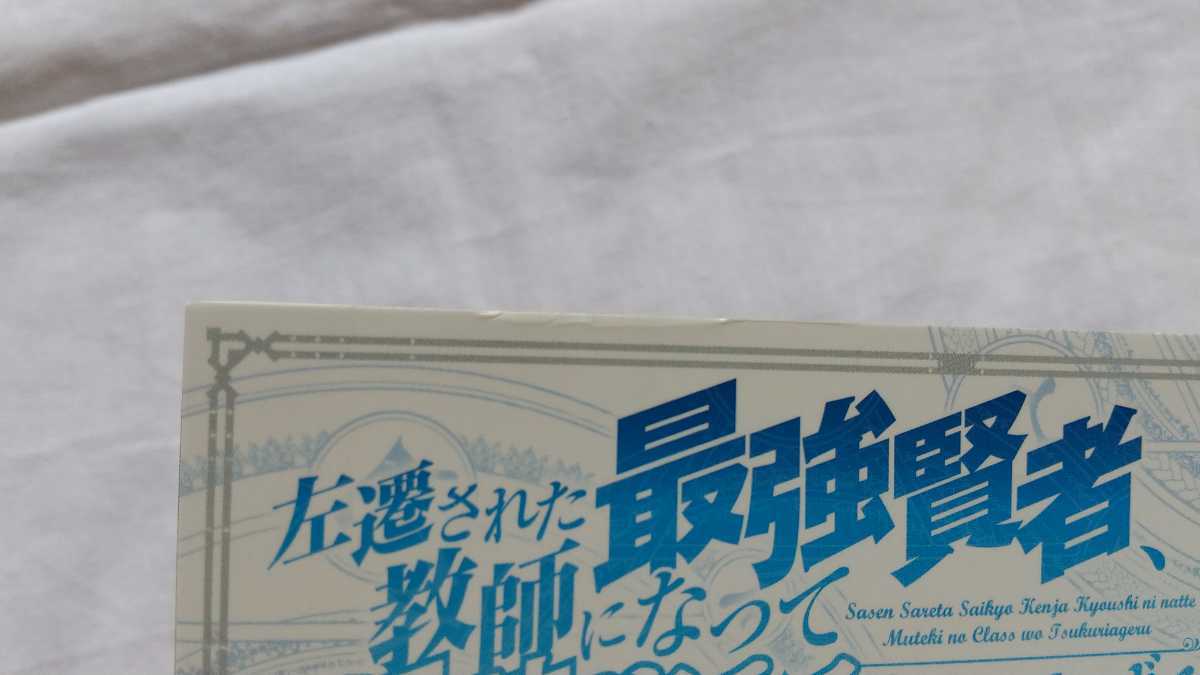 左遷された最強賢者、
教師になって
Sasen Sareta Saikyo Kenja Kyoushi ni natte
Muteki no Class wo Tsukuriageru